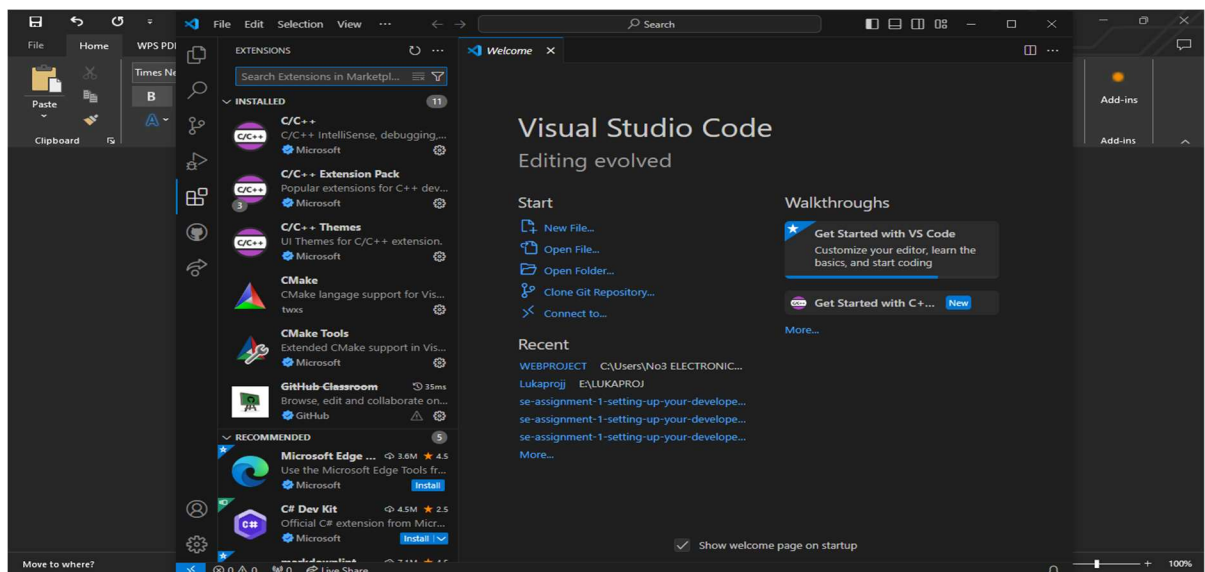 File Edit Selection View ··· Search
File Home WPS PDF
EXTENSIONS
Welcome
Search Extensions in Marketpl...
Times Ne
Paste
B
A
Clipboard
Add-ins
Add-ins
INSTALLED 11
C/C++
C/C++ IntelliSense, debugging,...
Microsoft
C/C++ Extension Pack
Popular extensions for C++ dev...
3 Microsoft
C/C++ Themes
UI Themes for C/C++ extension.
Microsoft
CMake
CMake langage support for Vis...
twxs
CMake Tools
Extended CMake support in Vis...
Microsoft
GitHub Classroom 35ms
Browse, edit and collaborate on...
GitHub
RECOMMENDED 5
Microsoft Edge ... 3.6M ★ 4.5
Use the Microsoft Edge Tools fr...
Microsoft Install
C# Dev Kit 4.5M ★ 2.5
Official C# extension from Micr...
Microsoft Install
Visual Studio Code
Editing evolved
Start
New File...
Open File...
Open Folder...
Clone Git Repository...
Connect to...
Recent
WEBPROJECT C:\Users\No3 ELECTRONIC...
Lukaprojj E:\LUKAPROJ
se-assignment-1-setting-up-your-develope...
se-assignment-1-setting-up-your-develope...
se-assignment-1-setting-up-your-develope...
More...
Walkthroughs
Get Started with VS Code
Customize your editor, learn the
basics, and start coding
Get Started with C+... New
More...
Show welcome page on startup
Move to where?
0 0 0 Live Share
100%